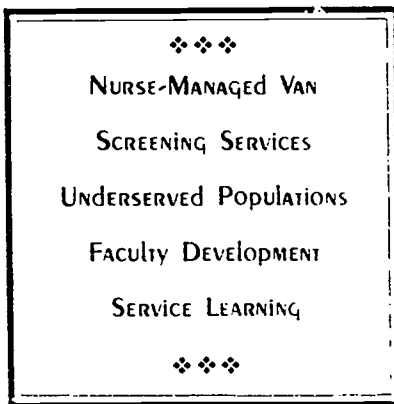 ❖❖❖
Nurse-Managed Van
Screening Services
Underserved Populations
Faculty Development
Service Learning
❖❖❖